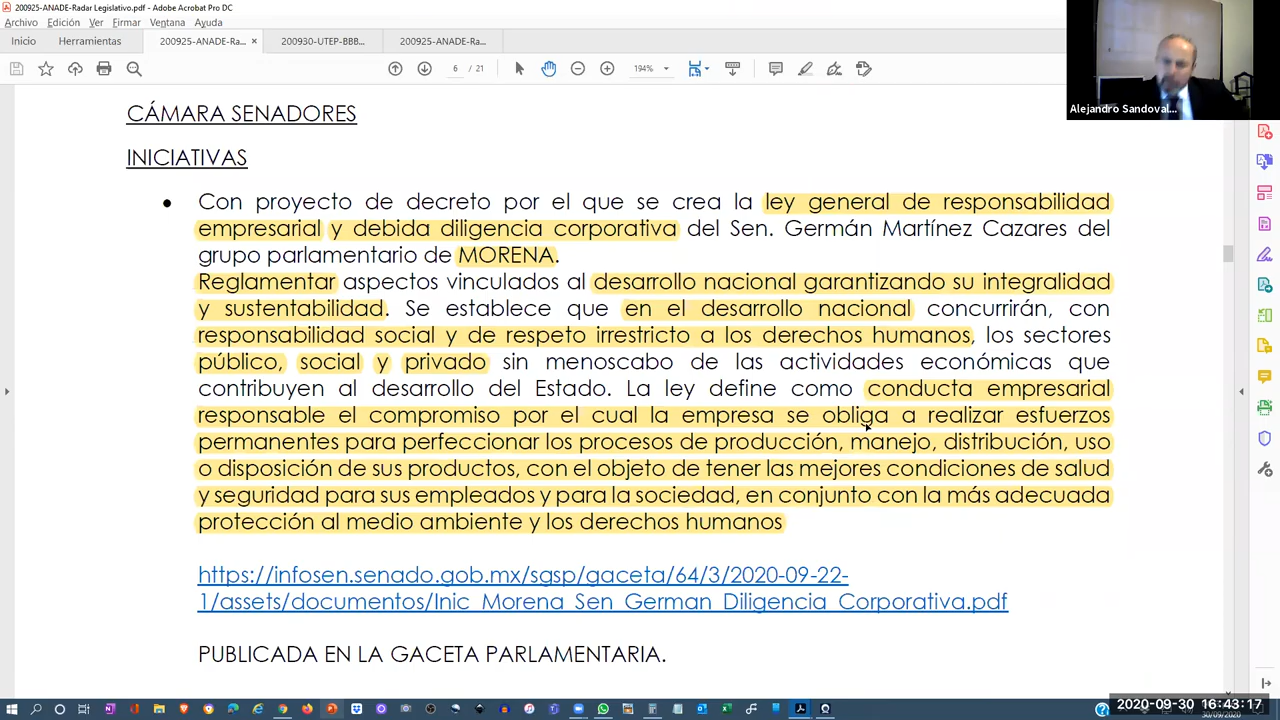 200925-ANADE-Radar Legislativo.pdf - Adobe Acrobat Pro DC
Archivo Edición Ver Firmar Ventana Ayuda
Inicio Herramientas 200925-ANADE-Ra... × 200930-UTEP-BBB... 200925-ANADE-Ra...
6 / 21 194%
Alejandro Sandoval...
CÁMARA SENADORES
INICIATIVAS
• Con proyecto de decreto por el que se crea la ley general de responsabilidad
empresarial y debida diligencia corporativa del Sen. Germán Martínez Cazares del
grupo parlamentario de MORENA.
Reglamentar aspectos vinculados al desarrollo nacional garantizando su integralidad
y sustentabilidad. Se establece que en el desarrollo nacional concurrirán, con
responsabilidad social y de respeto irrestricto a los derechos humanos, los sectores
público, social y privado sin menoscabo de las actividades económicas que
contribuyen al desarrollo del Estado. La ley define como conducta empresarial
responsable el compromiso por el cual la empresa se obliga a realizar esfuerzos
permanentes para perfeccionar los procesos de producción, manejo, distribución, uso
o disposición de sus productos, con el objeto de tener las mejores condiciones de salud
y seguridad para sus empleados y para la sociedad, en conjunto con la más adecuada
protección al medio ambiente y los derechos humanos
https://infosen.senado.gob.mx/sgsp/gaceta/64/3/2020-09-22-
1/assets/documentos/Inic_Morena_Sen_German_Diligencia_Corporativa.pdf
PUBLICADA EN LA GACETA PARLAMENTARIA.
2020-09-30 16:43:17
30/09/2020